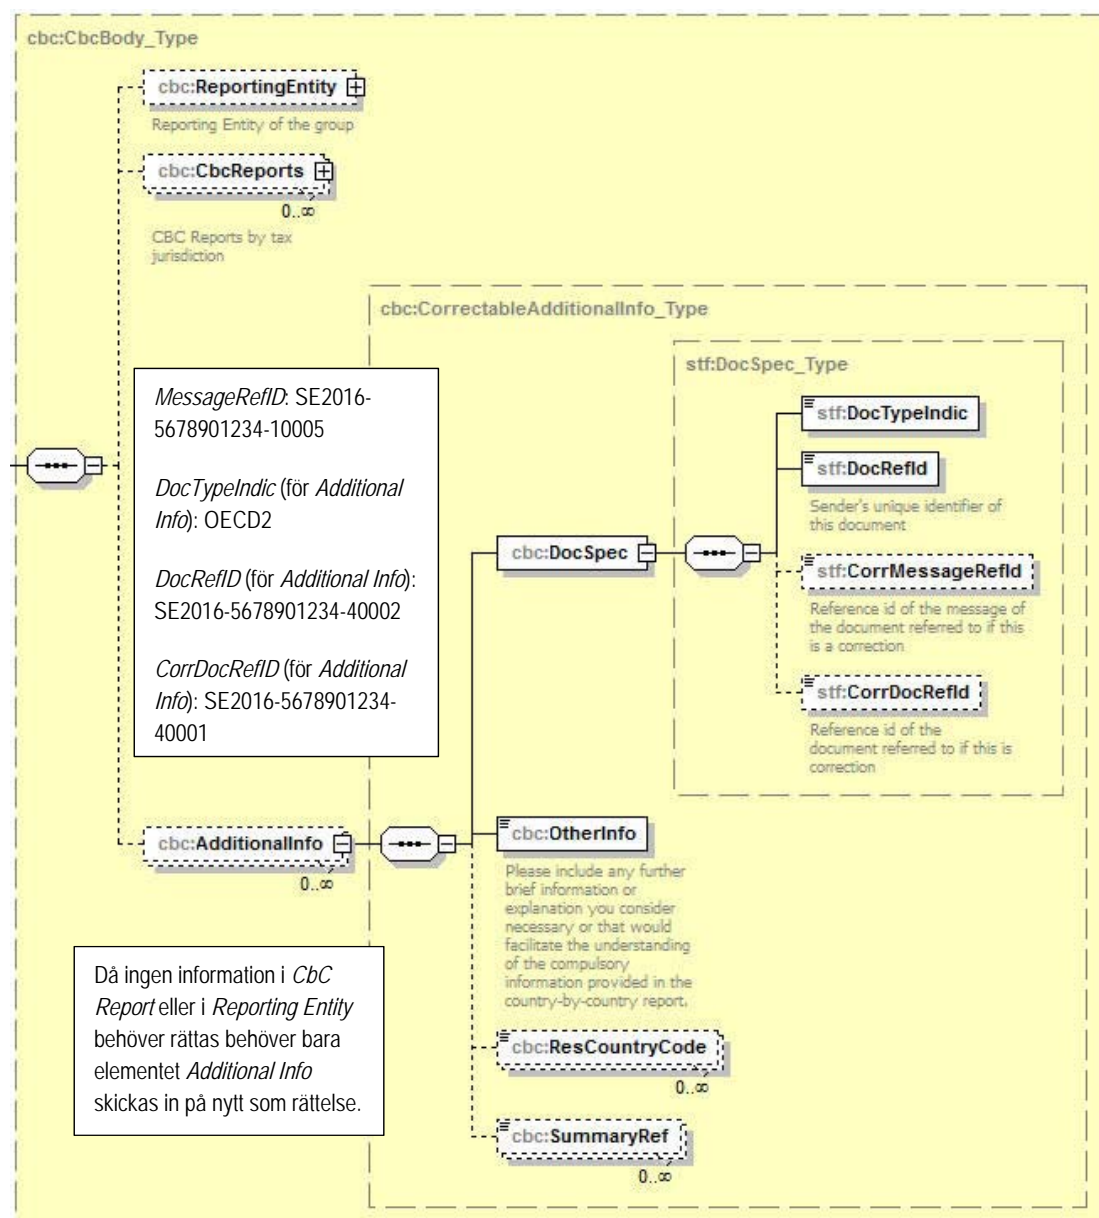 cbc:CbcBody_Type
cbc:ReportingEntity
Reporting Entity of the group
cbc:CbcReports
0..∞
CBC Reports by tax
jurisdiction
cbc:CorrectableAdditionalInfo_Type
stf:DocSpec_Type
MessageRefID: SE2016-
5678901234-10005
DocTypeIndic (för Additional
Info): OECD2
DocRefID (för Additional Info):
SE2016-5678901234-40002
CorrDocRefID (för Additional
Info): SE2016-5678901234-
40001
stf:DocTypeIndic
stf:DocRefId
Sender's unique identifier of
this document
cbc:DocSpec
stf:CorrMessageRefId
Reference id of the message of
the document referred to if this
is a correction
stf:CorrDocRefId
Reference id of the
document referred to if this is
correction
cbc:AdditionalInfo
0..∞
cbc:OtherInfo
Please include any further
brief information or
explanation you consider
necessary or that would
facilitate the understanding
of the compulsory
information provided in the
country-by-country report.
Då ingen information i CbC
Report eller i Reporting Entity
behöver rättas behöver bara
elementet Additional Info
skickas in på nytt som rättelse.
cbc:ResCountryCode
0..∞
cbc:SummaryRef
0..∞